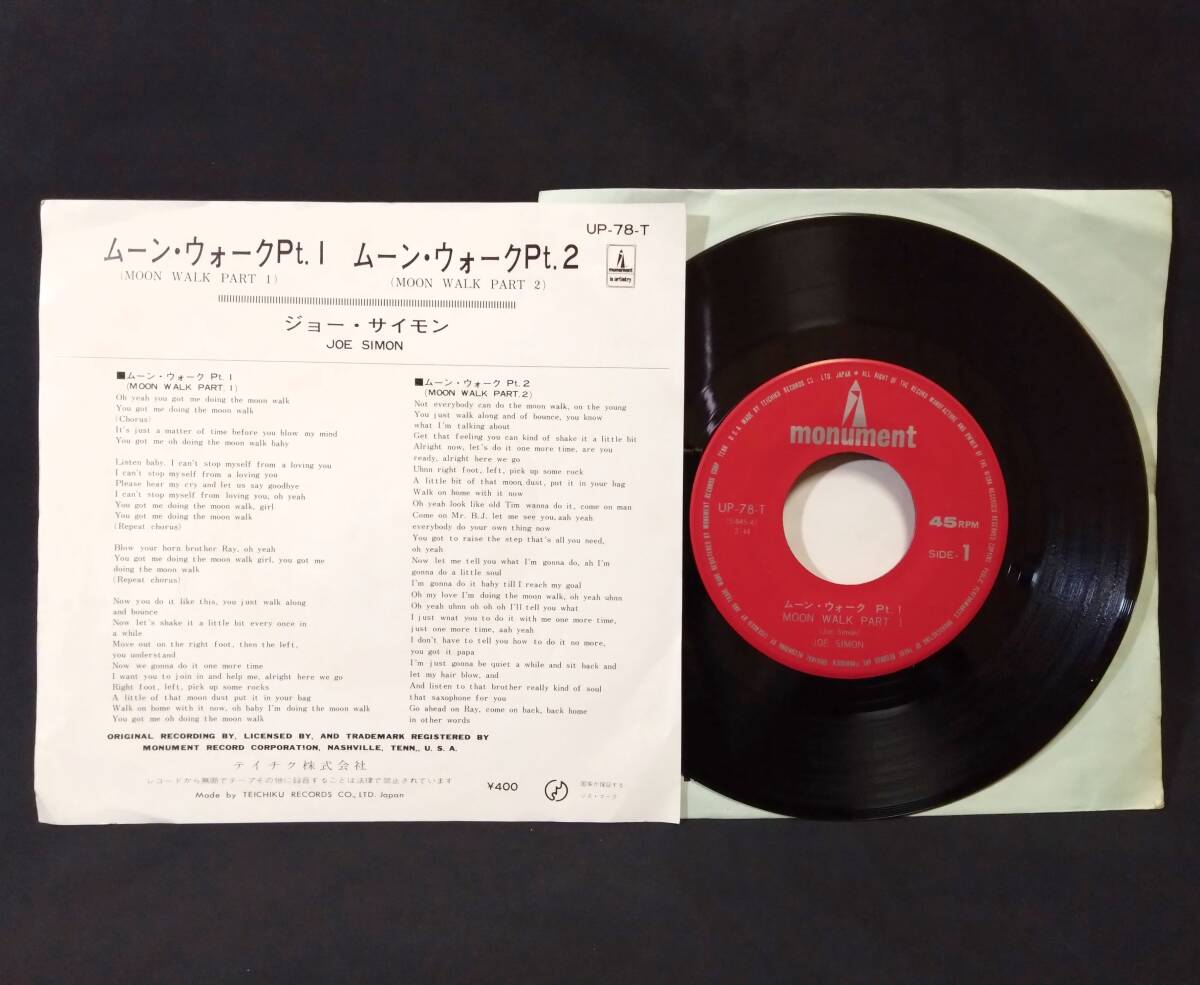 UP-78-T
ムーン・ウォークPt.1 ムーン・ウォークPt.2
(MOON WALK PART 1) (MOON WALK PART 2)
monument
is artistry
ジョー・サイモン
JOE SIMON
■ムーン・ウォーク Pt.1
(MOON WALK PART.1)
Oh yeah you got me doing the moon walk
You got me doing the moon walk
(Chorus)
It's just a matter of time before you blow my mind
You got me oh doing the moon walk baby
Listen baby, I can't stop myself from a loving you
I can't stop myself from a loving you
Please hear my cry and let us say goodbye
I can't stop myself from loving you, oh yeah
You got me doing the moon walk, girl
You got me doing the moon walk
(Repeat chorus)
Blow your horn brother Ray, oh yeah
You got me doing the moon walk girl, you got me
doing the moon walk
(Repeat chorus)
Now you do it like this, you just walk along
and bounce
Now let's shake it a little bit every once in
a while
Move out on the right foot, then the left,
you understand
Now we gonna do it one more time
I want you to join in and help me, alright here we go
Right foot, left, pick up some rocks
A little of that moon dust put it in your bag
Walk on home with it now, oh baby I'm doing the moon walk
You got me oh doing the moon walk
■ムーン・ウォーク Pt.2
(MOON WALK PART.2)
Not everybody can do the moon walk, on the young
You just walk along and of bounce, you know
what I'm talking about
Get that feeling you can kind of shake it a little bit
Alright now, let's do it one more time, are you
ready, alright here we go
Uhnn right foot, left, pick up some rock
A little bit of that moon dust, put it in your bag
Walk on home with it now
Oh yeah look like old Tim wanna do it, come on man
Come on Mr. B.J. let me see you, aah yeah
everybody do your own thing now
You got to raise the step that's all you need,
oh yeah
Now let me tell you what I'm gonna do, ah I'm
gonna do a little soul
I'm gonna do it baby till I reach my goal
Oh my love I'm doing the moon walk, oh yeah uhnn
Oh yeah uhnn oh oh oh I'll tell you what
I just wnat you to do it with me one more time,
just one more time, aah yeah
I don't have to tell you how to do it no more,
you got it papa
I'm just gonna be quiet a while and sit back and
let my hair blow, and
And listen to that brother really kind of soul
that saxophone for you
Go ahead on Ray, come on back, back home
in other words
ORIGINAL RECORDING BY, LICENSED BY, AND TRADEMARK REGISTERED BY
MONUMENT RECORD CORPORATION, NASHVILLE, TENN., U.S.A.
テイチク株式会社
レコードから無断でテープその他に録音することは法律で禁止されています
Made by TEICHIKU RECORDS CO., LTD. Japan
¥400
monument
UP-78-T
45RPM
SIDE-1
ムーン・ウォーク Pt.1
MOON WALK PART 1
(Joe Simon)
JOE SIMON